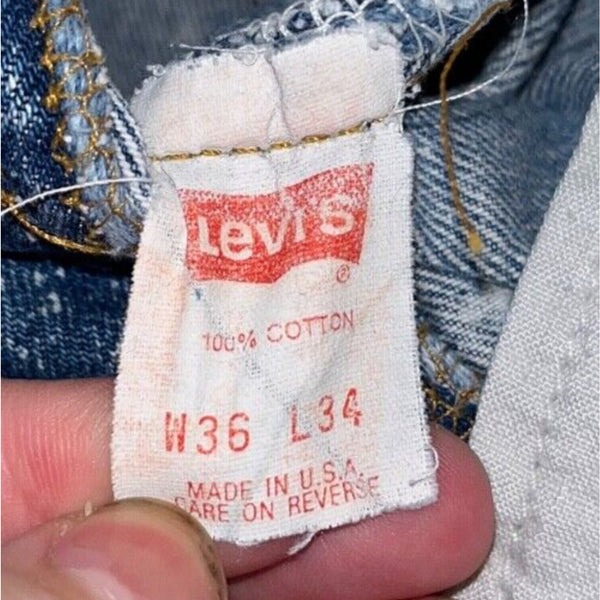 Levi's
®
100% COTTON
W36 L34
MADE IN U.S.A.
CARE ON REVERSE